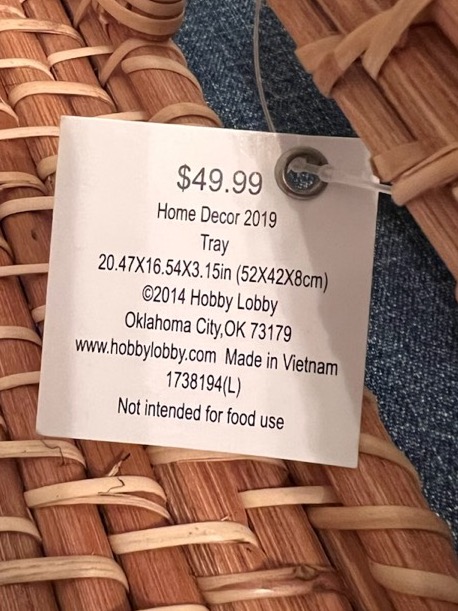 $49.99
Home Decor 2019
Tray
20.47X16.54X3.15in (52X42X8cm)
©2014 Hobby Lobby
Oklahoma City,OK 73179
www.hobbylobby.com Made in Vietnam
1738194(L)
Not intended for food use